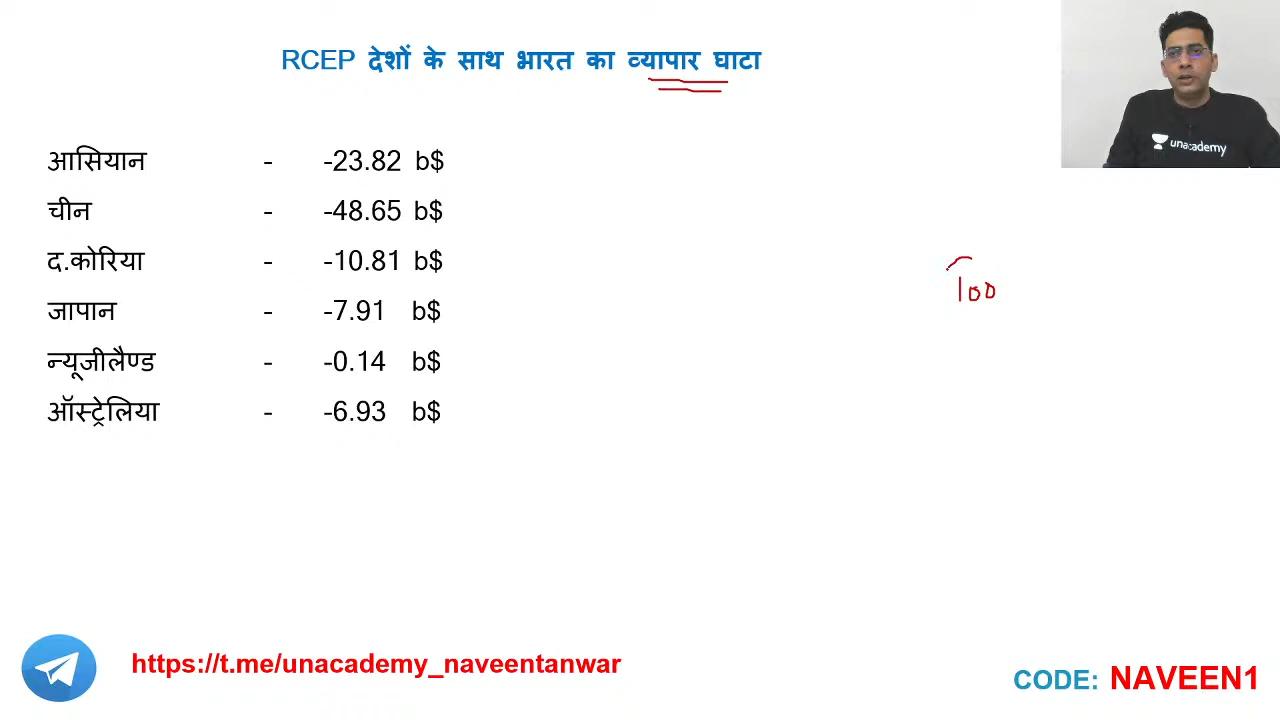 RCEP देशों के साथ भारत का व्यापार घाटा
unacademy
आसियान - -23.82 b$
चीन - -48.65 b$
द.कोरिया - -10.81 b$
जापान - -7.91 b$
न्यूजीलैण्ड - -0.14 b$
ऑस्ट्रेलिया - -6.93 b$
100
https://t.me/unacademy_naveentanwar
CODE: NAVEEN1